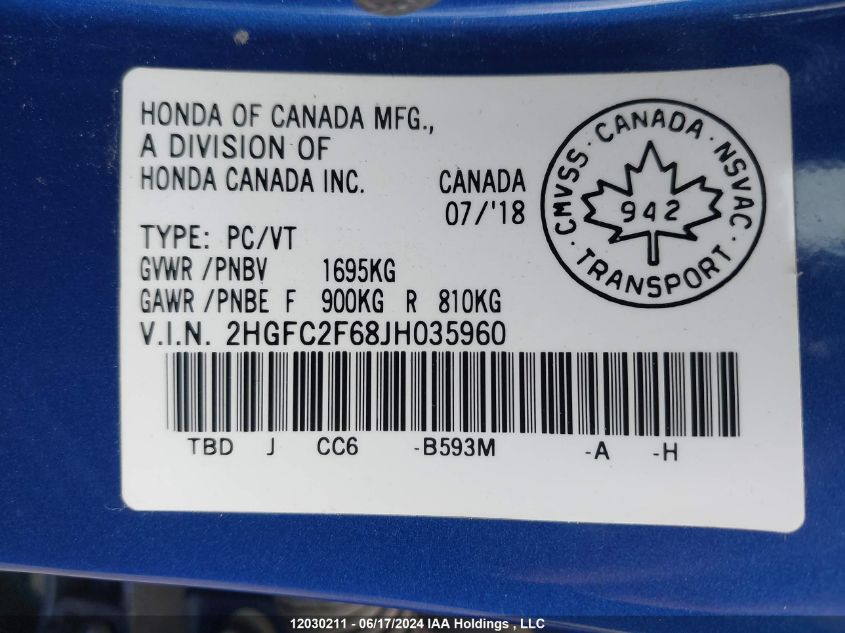 HONDA OF CANADA MFG.,
A DIVISION OF
HONDA CANADA INC. CANADA
07/'18
TYPE: PC/VT
GVWR /PNBV 1695KG
GAWR /PNBE F 900KG R 810KG
V.I.N. 2HGFC2F68JH035960
TBD J CC6 -B593M -A -H
CMVSS · CANADA · NSVAC · TRANSPORT ·
942
12030211 - 06/17/2024 IAA Holdings , LLC